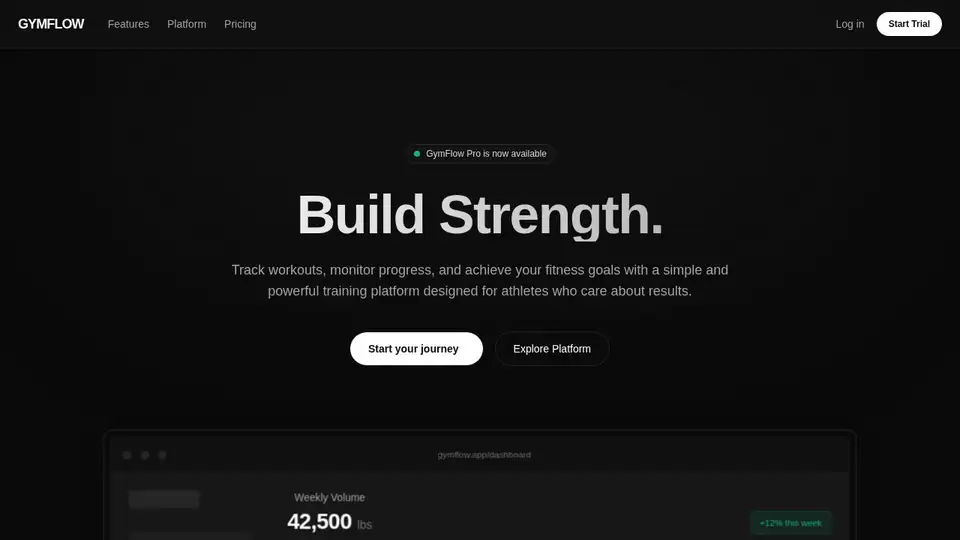 GYMFLOW Features Platform Pricing Log in Start Trial
GymFlow Pro is now available
Build Strength.
Track workouts, monitor progress, and achieve your fitness goals with a simple and
powerful training platform designed for athletes who care about results.
Start your journey Explore Platform
gymflow.app/dashboard
Weekly Volume
42,500 lbs
+12% this week